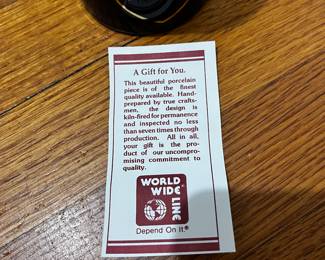 A Gift for You.
This beautiful porcelain
piece is of the finest
quality available. Hand-
prepared by true crafts-
men, the design is
kiln-fired for permanence
and inspected no less
than seven times through
production. All in all,
your gift is the pro-
duct of our uncompro-
mising commitment to
quality.
WORLD
WIDE
LINE
Depend On It.®